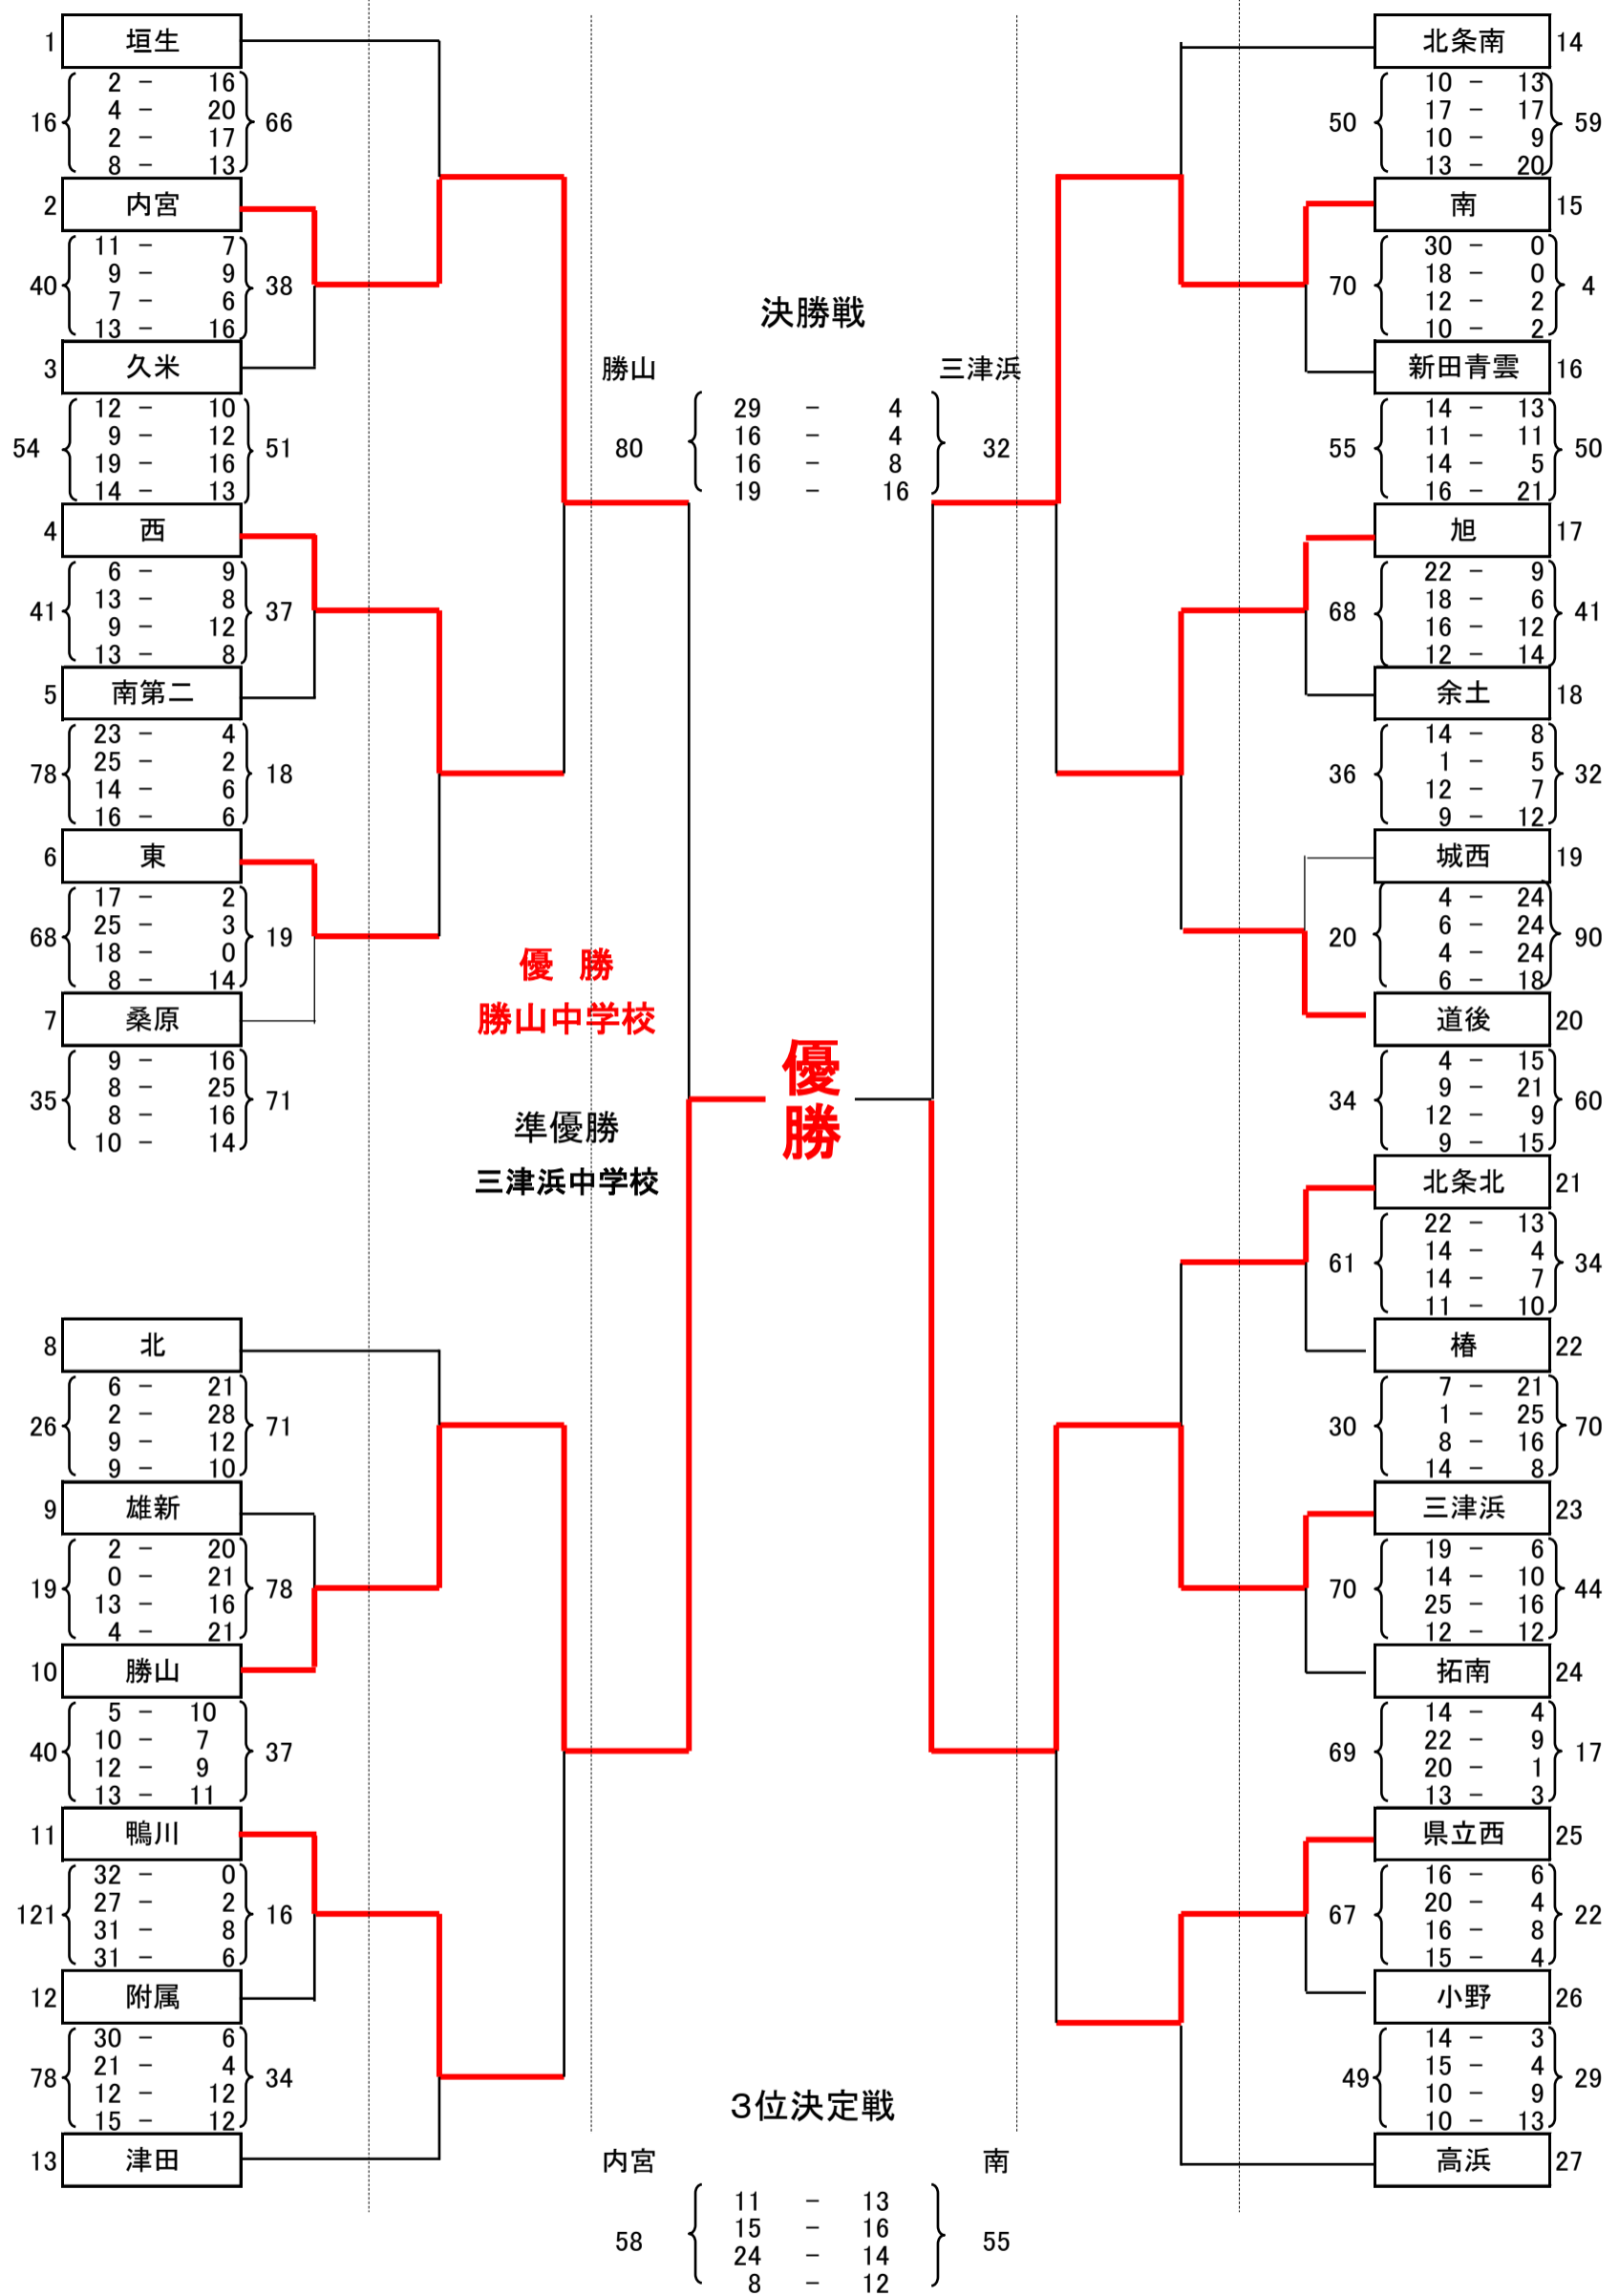 1 垣生
16 66
2 － 16
4 － 20
2 － 17
8 － 13
2 内宮
40 38
11 － 7
9 － 9
7 － 6
13 － 16
3 久米
54 51
12 － 10
9 － 12
19 － 16
14 － 13
4 西
41 37
6 － 9
13 － 8
9 － 12
13 － 8
5 南第二
78 18
23 － 4
25 － 2
14 － 6
16 － 6
6 東
68 19
17 － 2
25 － 3
18 － 0
8 － 14
7 桑原
35 71
9 － 16
8 － 25
8 － 16
10 － 14
8 北
26 71
6 － 21
2 － 28
9 － 12
9 － 10
9 雄新
19 78
2 － 20
0 － 21
13 － 16
4 － 21
10 勝山
40 37
5 － 10
10 － 7
12 － 9
13 － 11
11 鴨川
121 16
32 － 0
27 － 2
31 － 8
31 － 6
12 附属
78 34
30 － 6
21 － 4
12 － 12
15 － 12
13 津田
決勝戦
勝山 三津浜
80 32
29 － 4
16 － 4
16 － 8
19 － 16
優 勝
勝山中学校
優勝
準優勝
三津浜中学校
3位決定戦
内宮 南
58 55
11 － 13
15 － 16
24 － 14
8 － 12
北条南 14
50 59
10 － 13
17 － 17
10 － 9
13 － 20
南 15
70 4
30 － 0
18 － 0
12 － 2
10 － 2
新田青雲 16
55 50
14 － 13
11 － 11
14 － 5
16 － 21
旭 17
68 41
22 － 9
18 － 6
16 － 12
12 － 14
余土 18
36 32
14 － 8
1 － 5
12 － 7
9 － 12
城西 19
20 90
4 － 24
6 － 24
4 － 24
6 － 18
道後 20
34 60
4 － 15
9 － 21
12 － 9
9 － 15
北条北 21
61 34
22 － 13
14 － 4
14 － 7
11 － 10
椿 22
30 70
7 － 21
1 － 25
8 － 16
14 － 8
三津浜 23
70 44
19 － 6
14 － 10
25 － 16
12 － 12
拓南 24
69 17
14 － 4
22 － 9
20 － 1
13 － 3
県立西 25
67 22
16 － 6
20 － 4
16 － 8
15 － 4
小野 26
49 29
14 － 3
15 － 4
10 － 9
10 － 13
高浜 27